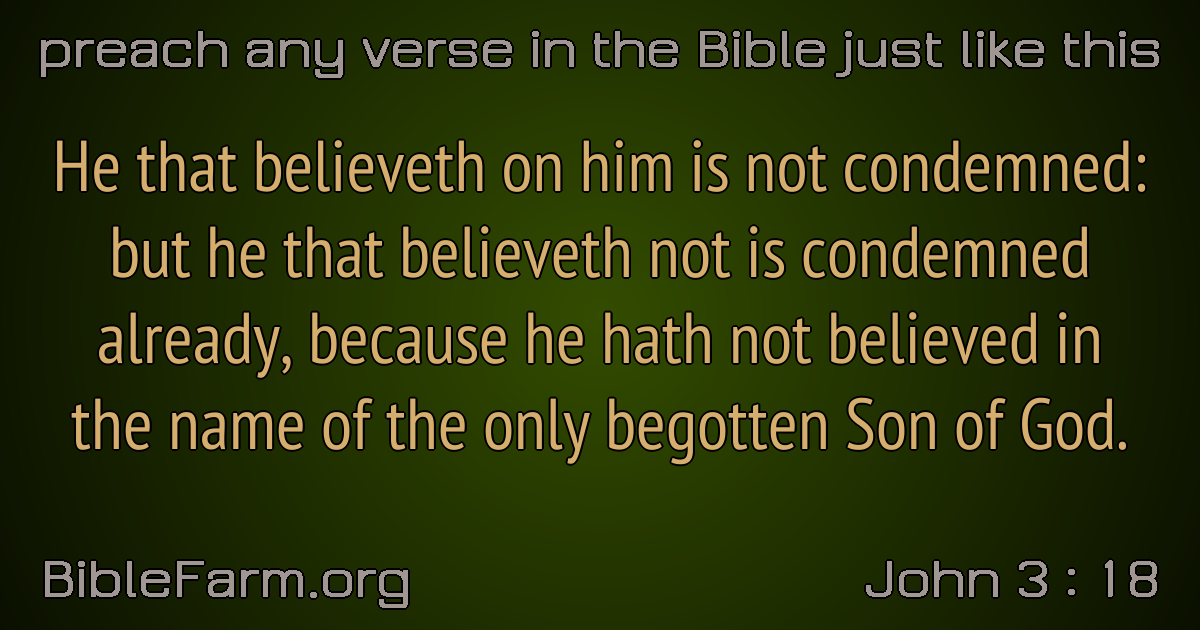 preach any verse in the Bible just like this
He that believeth on him is not condemned:
but he that believeth not is condemned
already, because he hath not believed in
the name of the only begotten Son of God.
BibleFarm.org
John 3 : 18